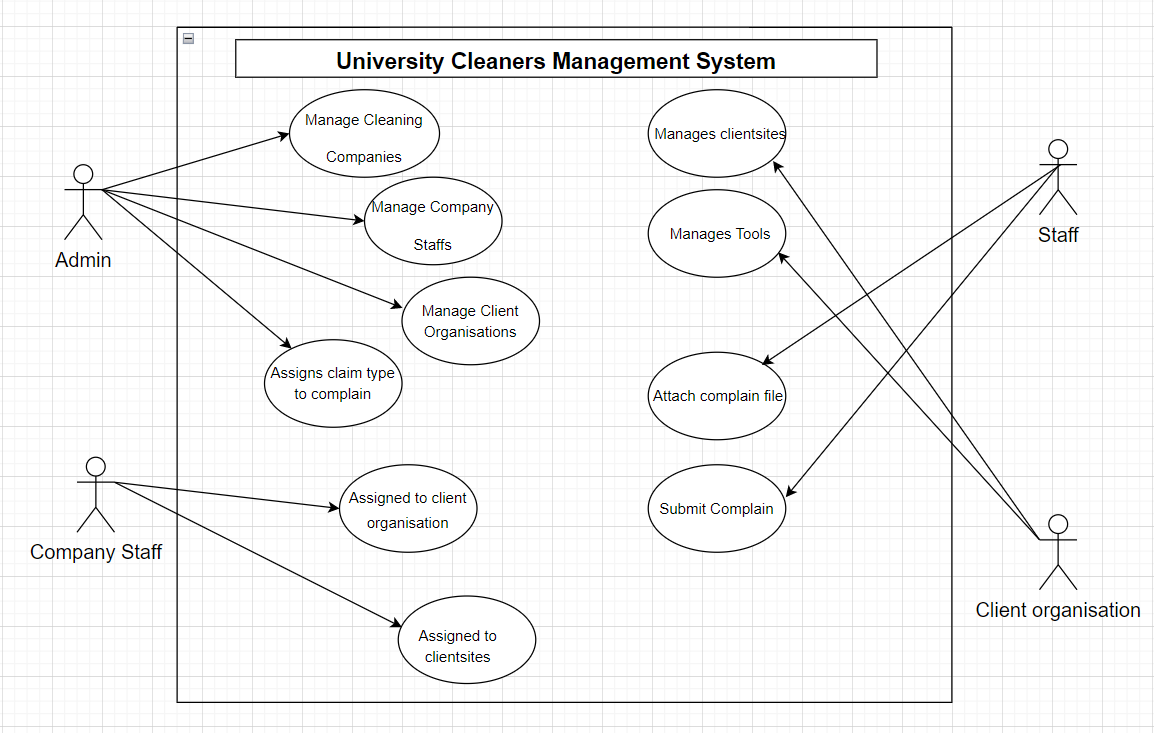 University Cleaners Management System
Manage Cleaning
Companies
Manage Company
Staffs
Manage Client
Organisations
Assigns claim type
to complain
Admin
Assigned to client
organisation
Assigned to
clientsites
Company Staff
Manages clientsites
Manages Tools
Attach complain file
Submit Complain
Staff
Client organisation